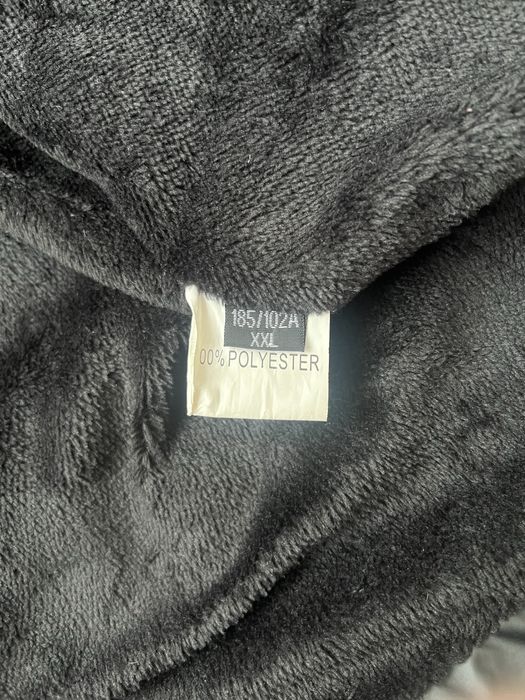 185/102A
XXL
00% POLYESTER